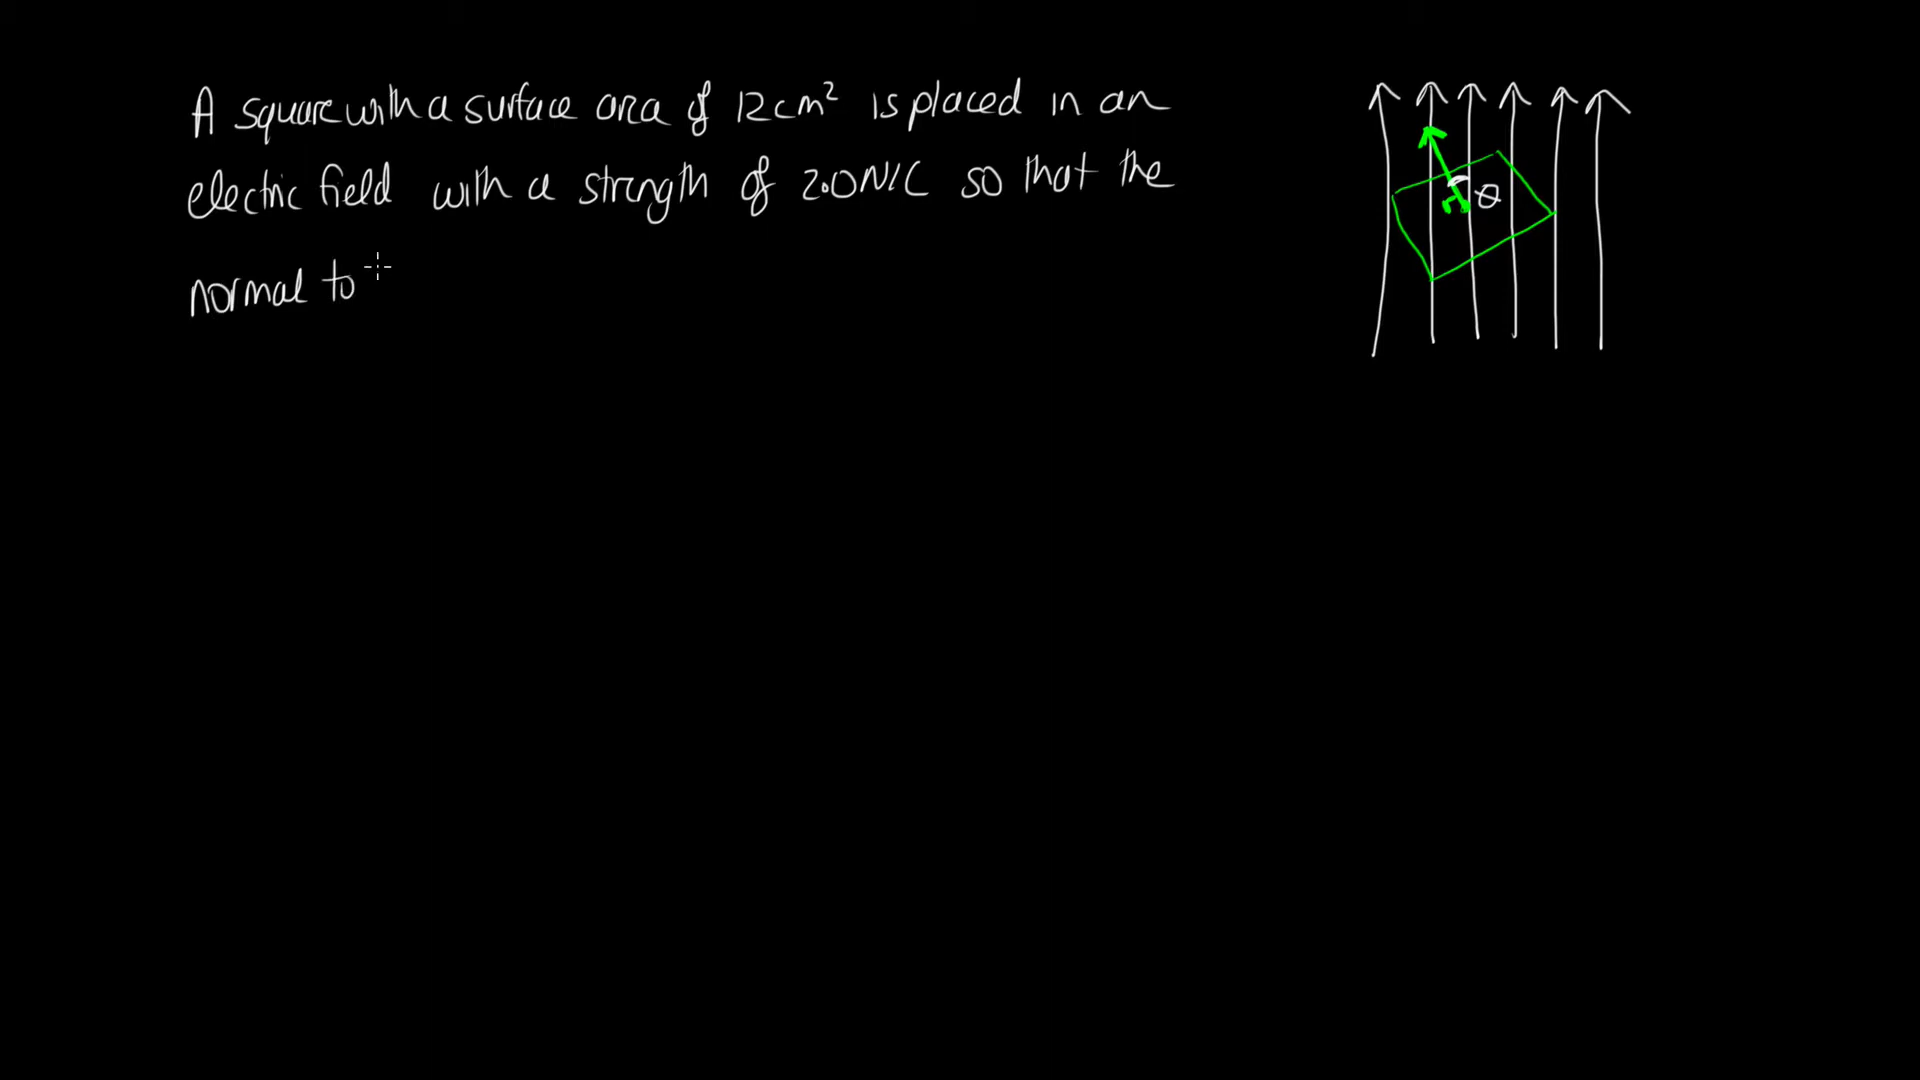 A square with a surface area of 12cm² is placed in an
electric field with a strength of 2.0N/C so that the
normal to
θ